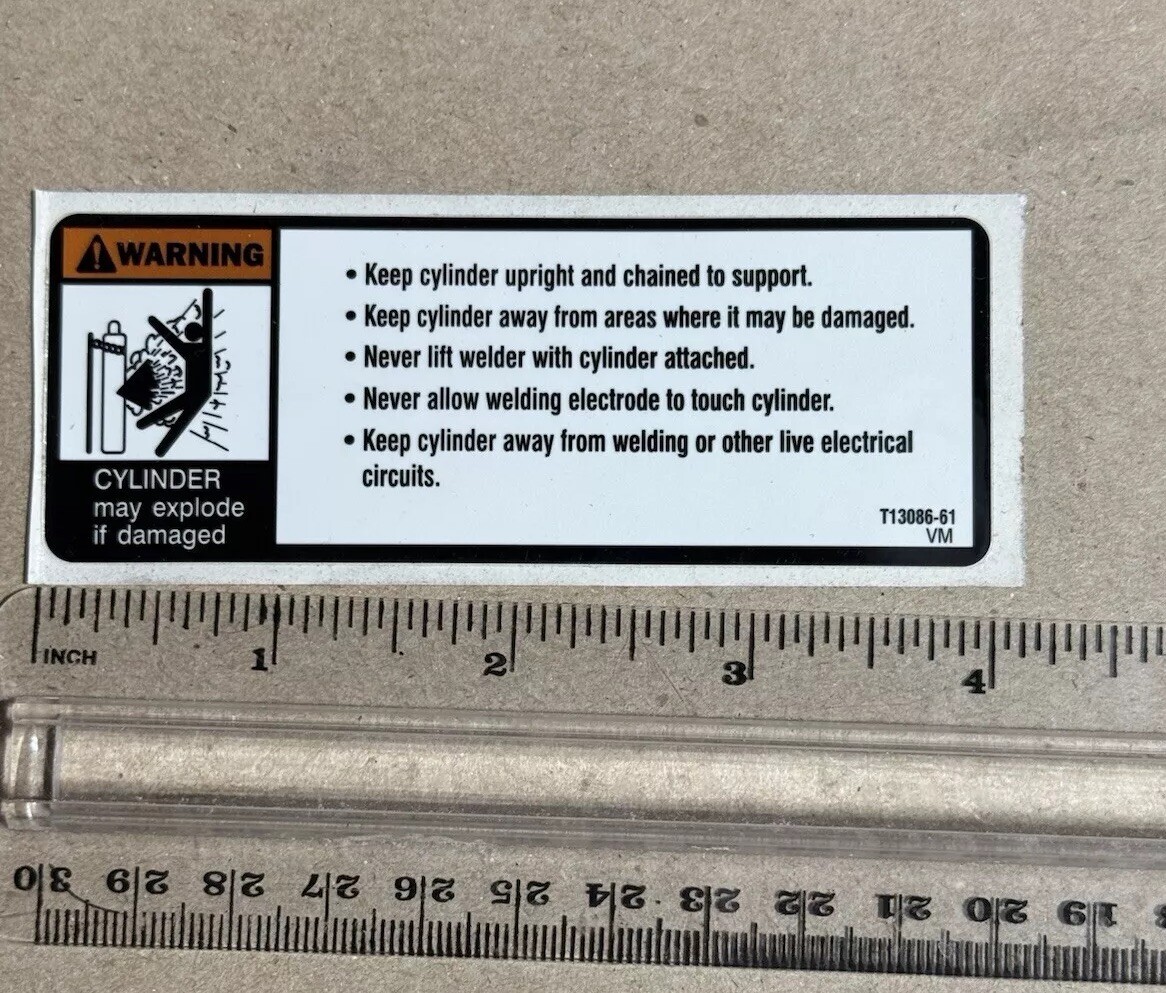 WARNING
CYLINDER
may explode
if damaged
• Keep cylinder upright and chained to support.
• Keep cylinder away from areas where it may be damaged.
• Never lift welder with cylinder attached.
• Never allow welding electrode to touch cylinder.
• Keep cylinder away from welding or other live electrical
circuits.
T13086-61
VM
INCH 1 2 3 4
30 29 28 27 26 25 24 23 22 21 20 19